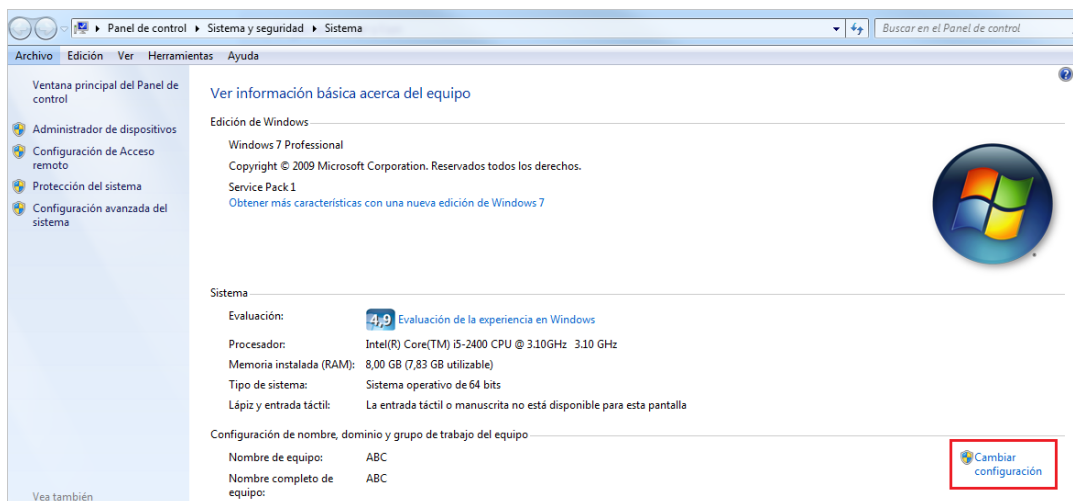 Panel de control ▸ Sistema y seguridad ▸ Sistema
Buscar en el Panel de control
Archivo Edición Ver Herramientas Ayuda
Ventana principal del Panel de
control
Administrador de dispositivos
Configuración de Acceso
remoto
Protección del sistema
Configuración avanzada del
sistema
Vea también
Ver información básica acerca del equipo
Edición de Windows
Windows 7 Professional
Copyright © 2009 Microsoft Corporation. Reservados todos los derechos.
Service Pack 1
Obtener más características con una nueva edición de Windows 7
Sistema
Evaluación: 4,9 Evaluación de la experiencia en Windows
Procesador: Intel(R) Core(TM) i5-2400 CPU @ 3.10GHz 3.10 GHz
Memoria instalada (RAM): 8,00 GB (7,83 GB utilizable)
Tipo de sistema: Sistema operativo de 64 bits
Lápiz y entrada táctil: La entrada táctil o manuscrita no está disponible para esta pantalla
Configuración de nombre, dominio y grupo de trabajo del equipo
Nombre de equipo: ABC
Nombre completo de ABC
equipo:
Cambiar
configuración